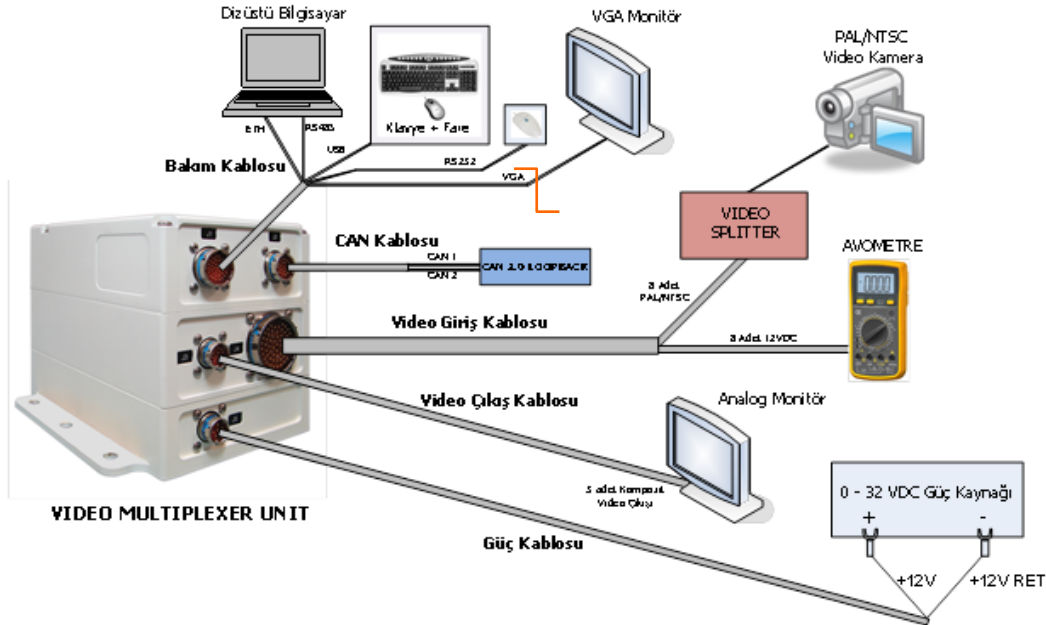 Dizüstü Bilgisayar
VGA Monitör
PAL/NTSC
Video Kamera
ETH
RS485
USB
Klavye + Fare
RS232
VGA
Bakım Kablosu
VIDEO
SPLITTER
CAN Kablosu
CAN 1
CAN 2
CAN 2.0 LOOPBACK
AVOMETRE
8 Adet
PAL/NTSC
Video Giriş Kablosu
8 Adet 12VDC
Video Çıkış Kablosu
Analog Monitör
3 adet Kompozit
Video Çıkışı
0 - 32 VDC Güç Kaynağı
+ -
VIDEO MULTIPLEXER UNIT
Güç Kablosu
+12V
+12V RET